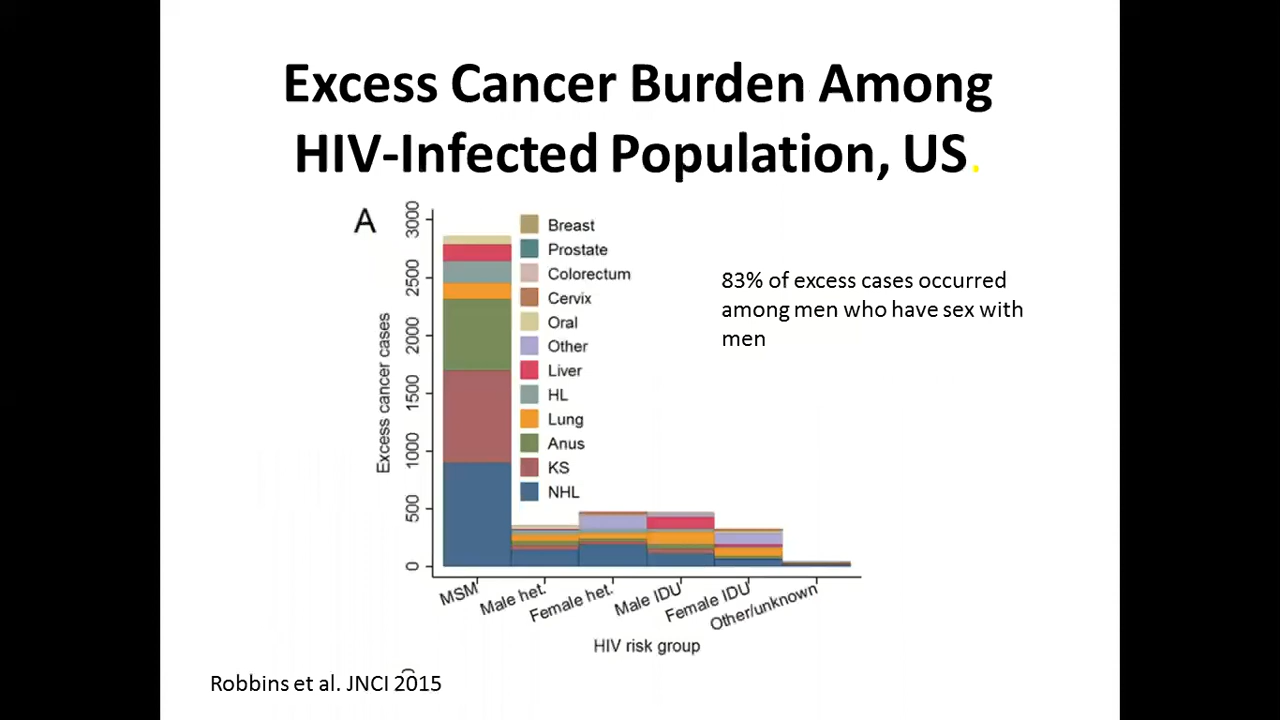 Excess Cancer Burden Among
HIV-Infected Population, US.
A
3000
2500
2000
1500
1000
500
0
Excess cancer cases
Breast
Prostate
Colorectum
Cervix
Oral
Other
Liver
HL
Lung
Anus
KS
NHL
83% of excess cases occurred
among men who have sex with
men
MSM
Male het.
Female het.
Male IDU
Female IDU
Other/unknown
HIV risk group
Robbins et al. JNCI 2015